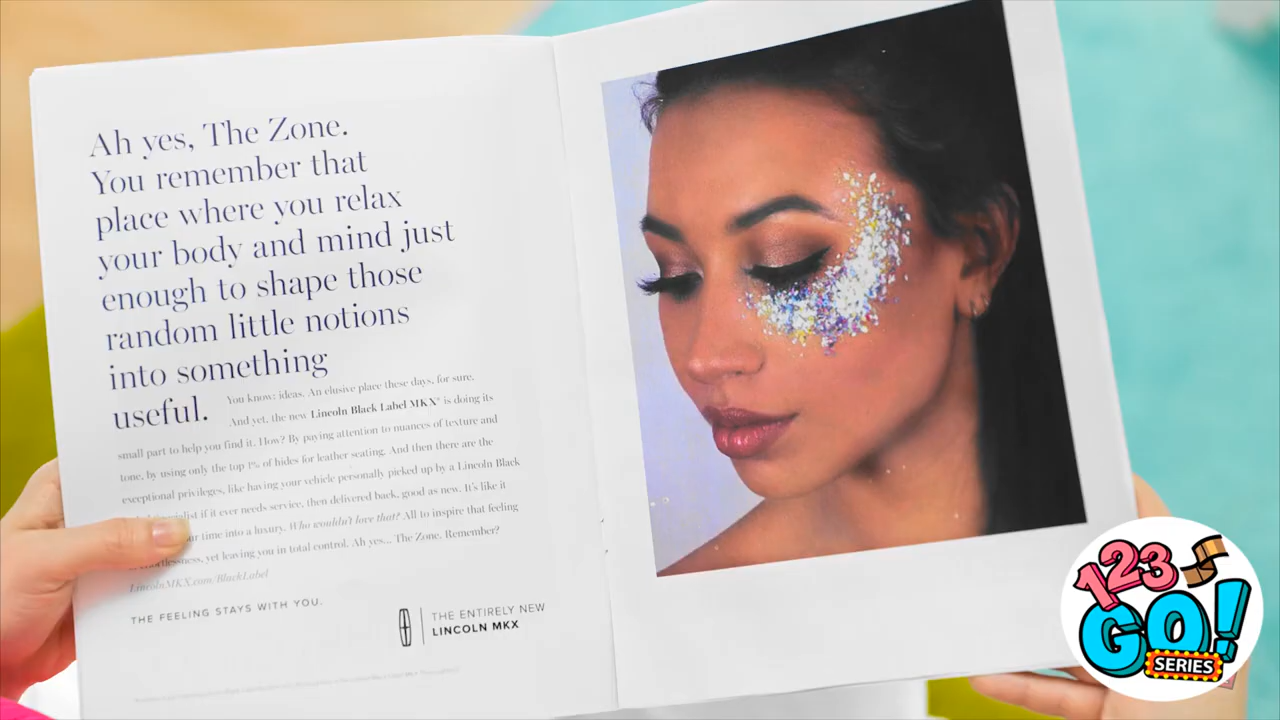 Ah yes, The Zone.
You remember that
place where you relax
your body and mind just
enough to shape those
random little notions
into something
useful.
You know: ideas. An elusive place these days, for sure.
And yet, the new Lincoln Black Label MKX® is doing its
small part to help you find it. How? By paying attention to nuances of texture and
tone, by using only the top 1% of hides for leather seating. And then there are the
exceptional privileges, like having your vehicle personally picked up by a Lincoln Black
if it ever needs service, then delivered back, good as new. It's like it
your time into a luxury. Who wouldn't love that? All to inspire that feeling
of effortlessness, yet leaving you in total control. Ah yes... The Zone. Remember?
LincolnMKX.com/BlackLabel
THE FEELING STAYS WITH YOU.
THE ENTIRELY NEW
LINCOLN MKX
123
GO!
SERIES